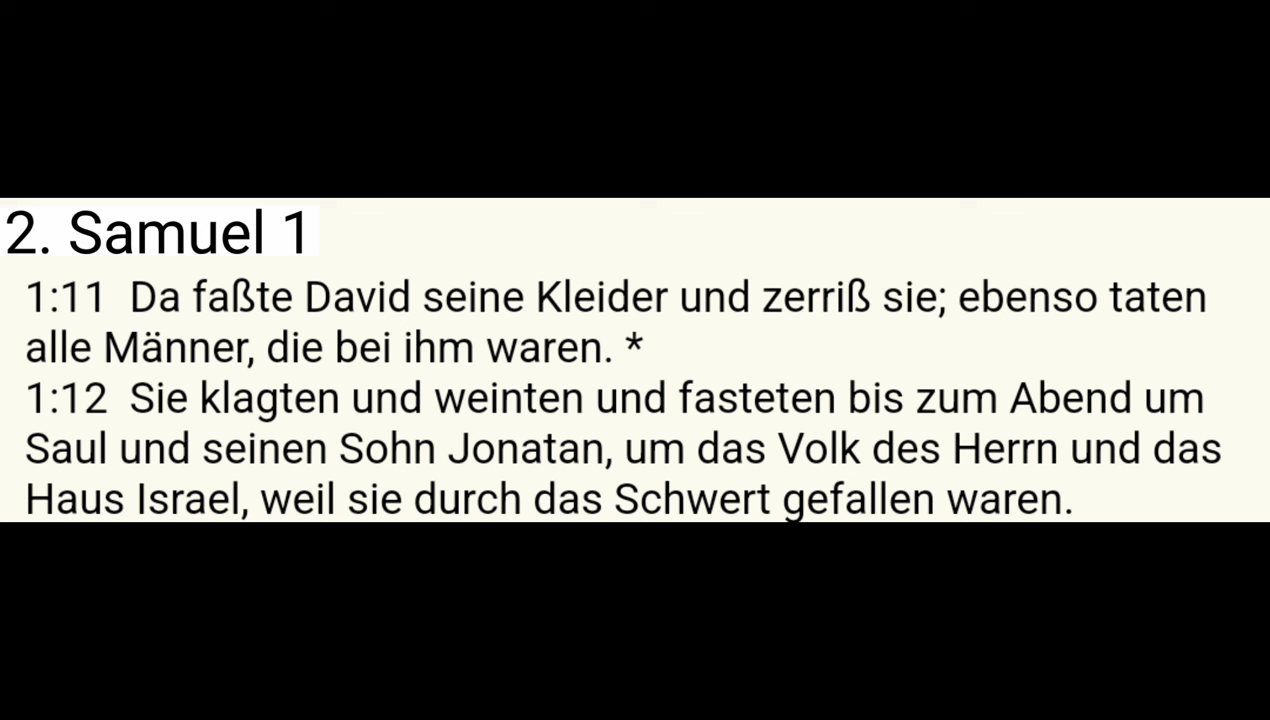 2. Samuel 1
1:11 Da faßte David seine Kleider und zerriß sie; ebenso taten
alle Männer, die bei ihm waren. *
1:12 Sie klagten und weinten und fasteten bis zum Abend um
Saul und seinen Sohn Jonatan, um das Volk des Herrn und das
Haus Israel, weil sie durch das Schwert gefallen waren.